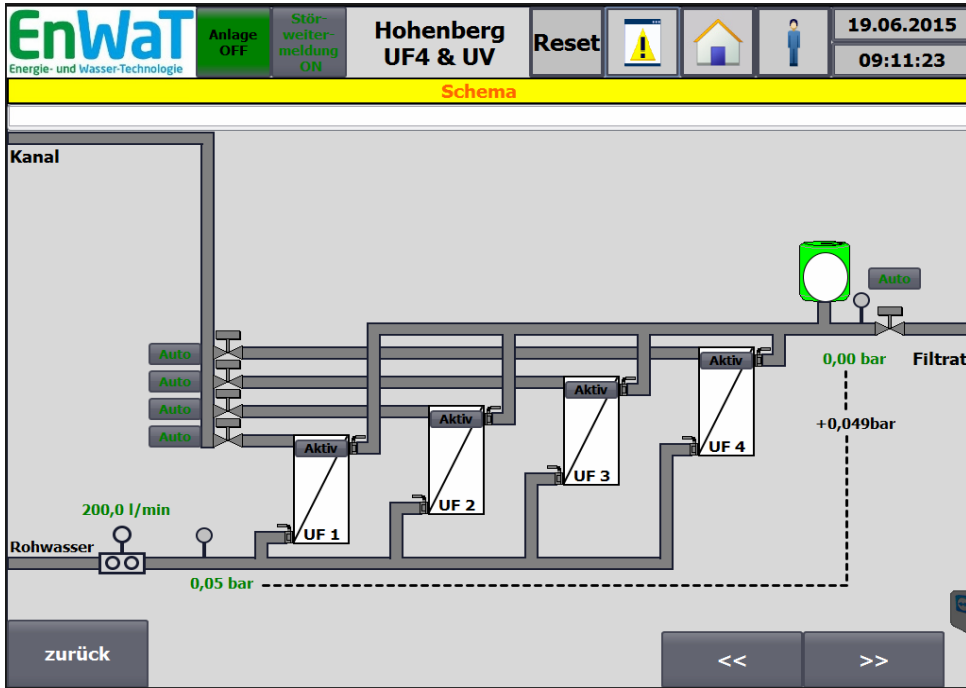 EnWaT
Energie- und Wasser-Technologie
Anlage
OFF
Stör-
weiter-
meldung
ON
Hohenberg
UF4 & UV
Reset
19.06.2015
09:11:23
Schema
Kanal
Auto
Auto
Aktiv
0,00 bar
Filtrat
Auto
Aktiv
Auto
Aktiv
+0,049bar
Auto
Aktiv
UF 4
UF 3
UF 2
200,0 l/min
UF 1
Rohwasser
0,05 bar
zurück
<<
>>